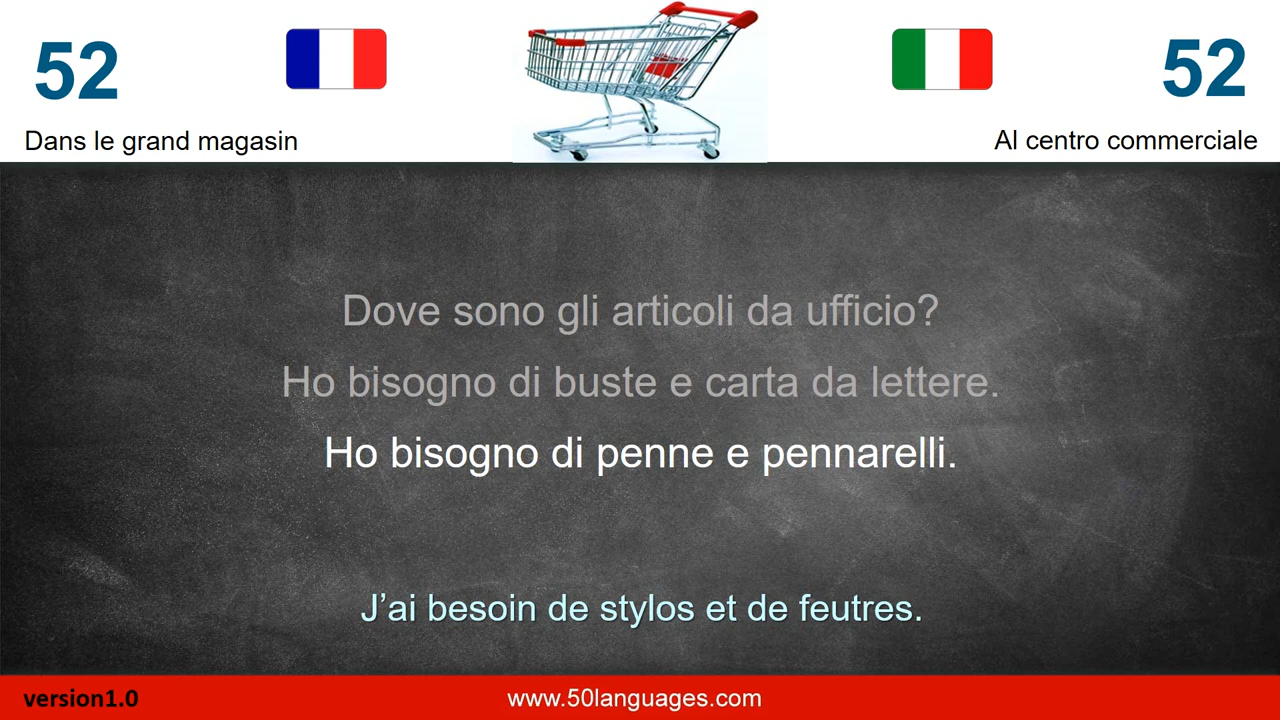 52
52
Dans le grand magasin
Al centro commerciale
Dove sono gli articoli da ufficio?
Ho bisogno di buste e carta da lettere.
Ho bisogno di penne e pennarelli.
J’ai besoin de stylos et de feutres.
version1.0
www.50languages.com